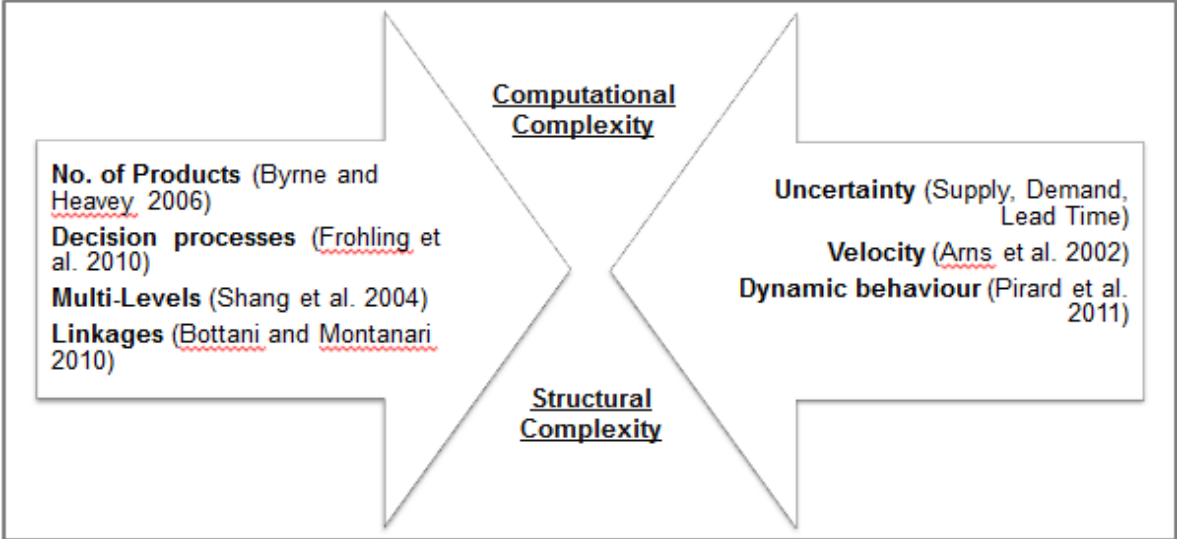 Computational
Complexity
No. of Products (Byrne and
Heavey 2006)
Decision processes (Frohling et
al. 2010)
Multi-Levels (Shang et al. 2004)
Linkages (Bottani and Montanari
2010)
Uncertainty (Supply, Demand,
Lead Time)
Velocity (Arns et al. 2002)
Dynamic behaviour (Pirard et al.
2011)
Structural
Complexity